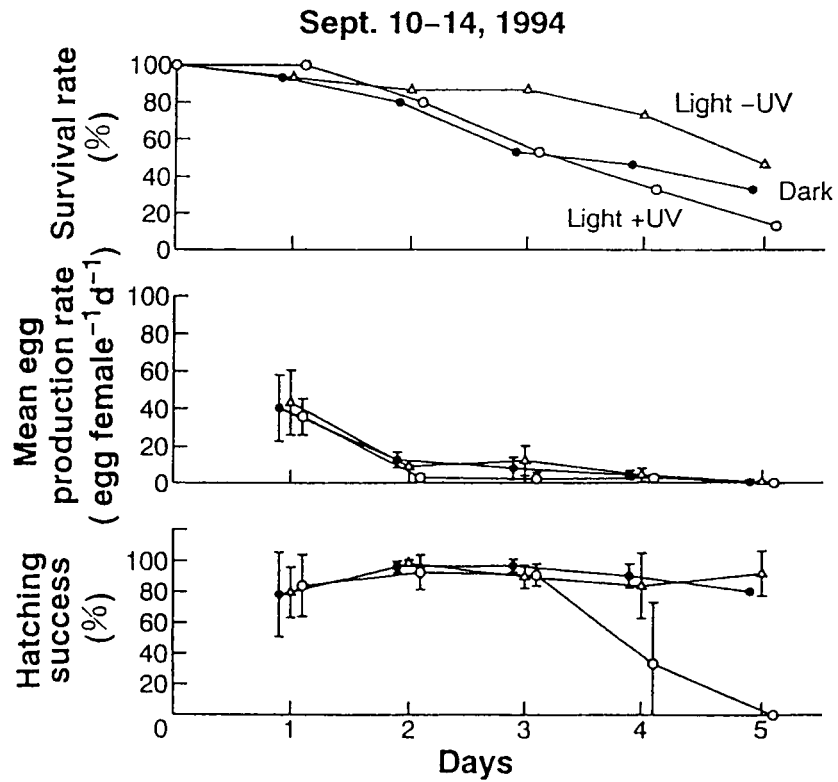 Sept. 10–14, 1994
Survival rate
(%)
100
80
60
40
20
0
Light –UV
Dark
Light +UV
Mean egg
production rate
( egg female⁻¹d⁻¹)
100
80
60
40
20
0
Hatching
success
(%)
100
80
60
40
20
0
1
2
3
4
5
Days